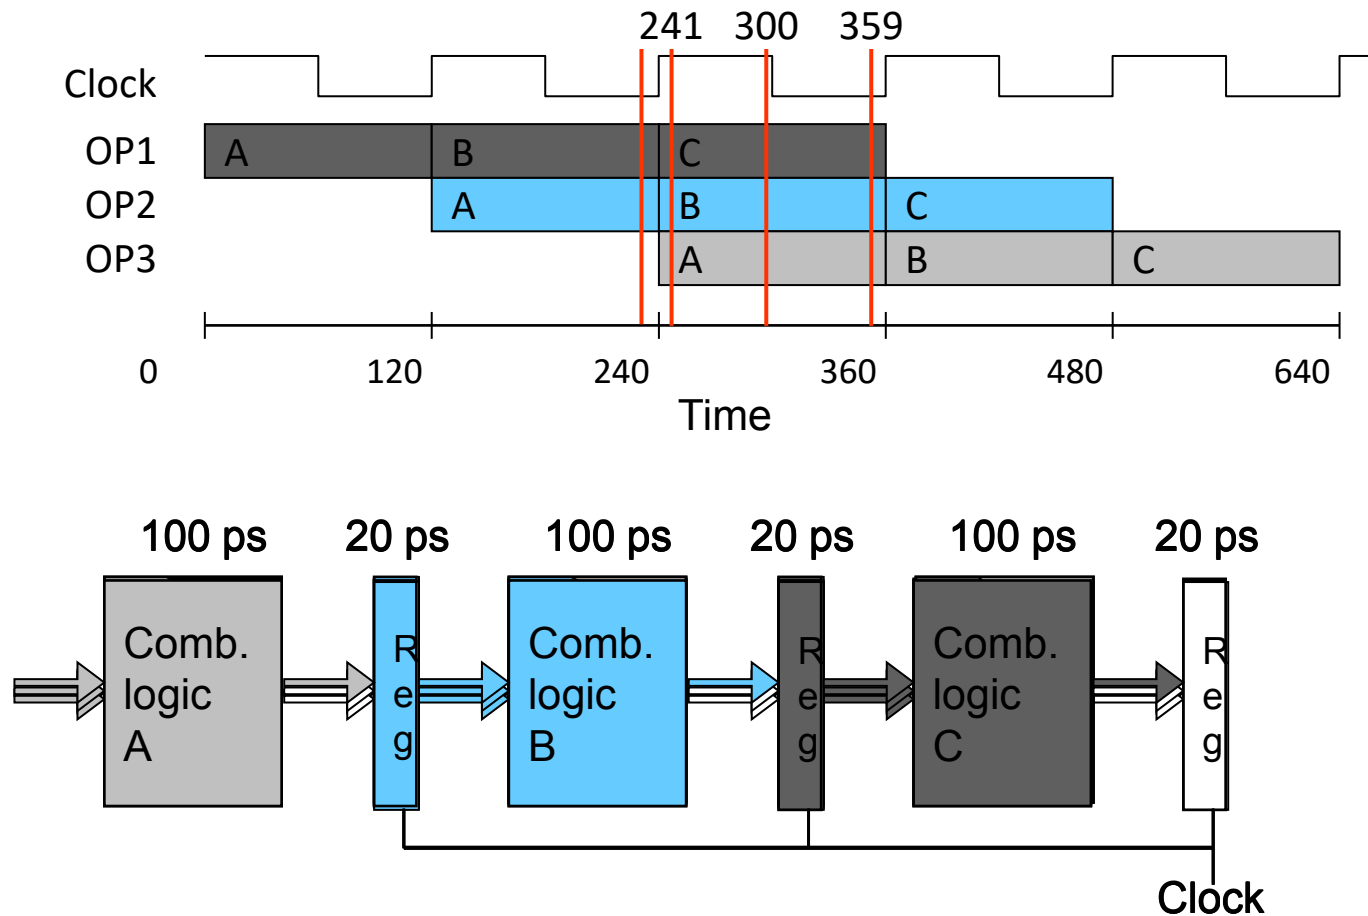 241 300 359
Clock
OP1 A B C
OP2 A B C
OP3 A B C
0 120 240 360 480 640
Time
100 ps 20 ps 100 ps 20 ps 100 ps 20 ps
Comb.
logic
A
R
e
g
Comb.
logic
B
R
e
g
Comb.
logic
C
R
e
g
Clock